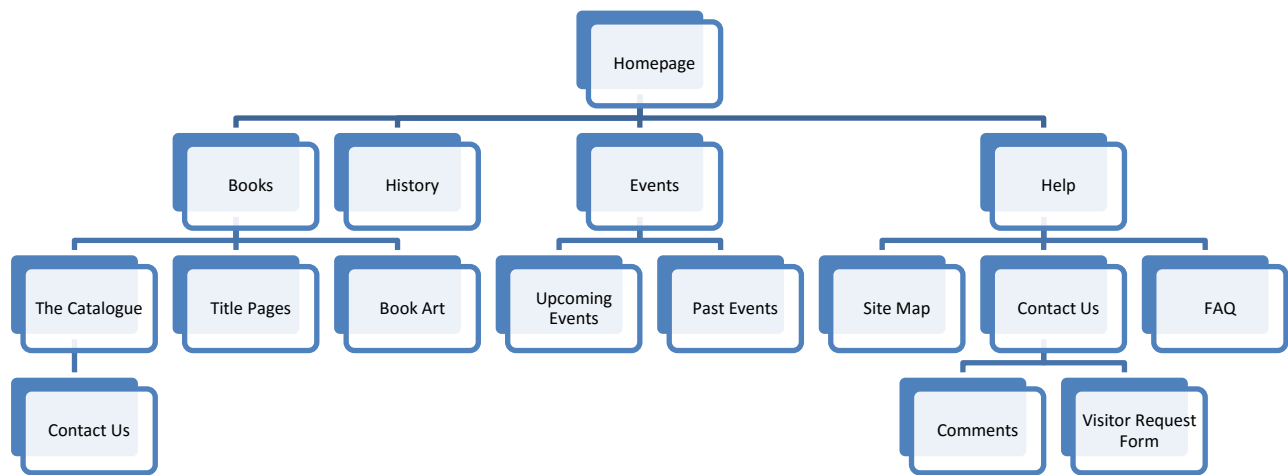 Homepage
Books
History
Events
Help
The Catalogue
Title Pages
Book Art
Upcoming
Events
Past Events
Site Map
Contact Us
FAQ
Contact Us
Comments
Visitor Request
Form